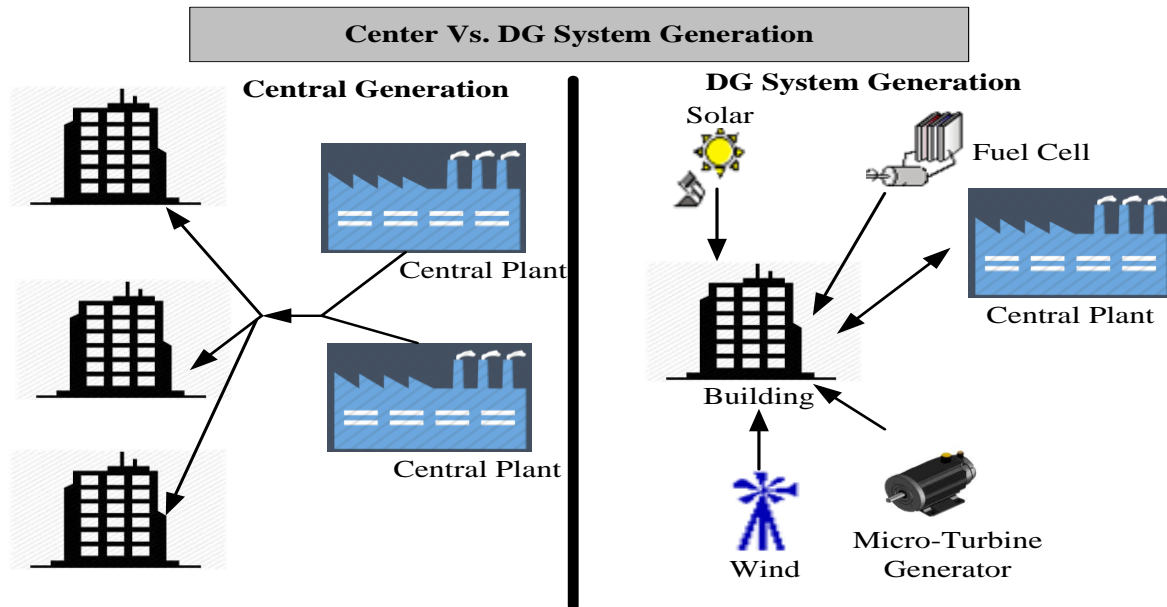 Center Vs. DG System Generation
Central Generation
Central Plant
Central Plant
DG System Generation
Solar
Fuel Cell
Central Plant
Building
Wind
Micro-Turbine
Generator